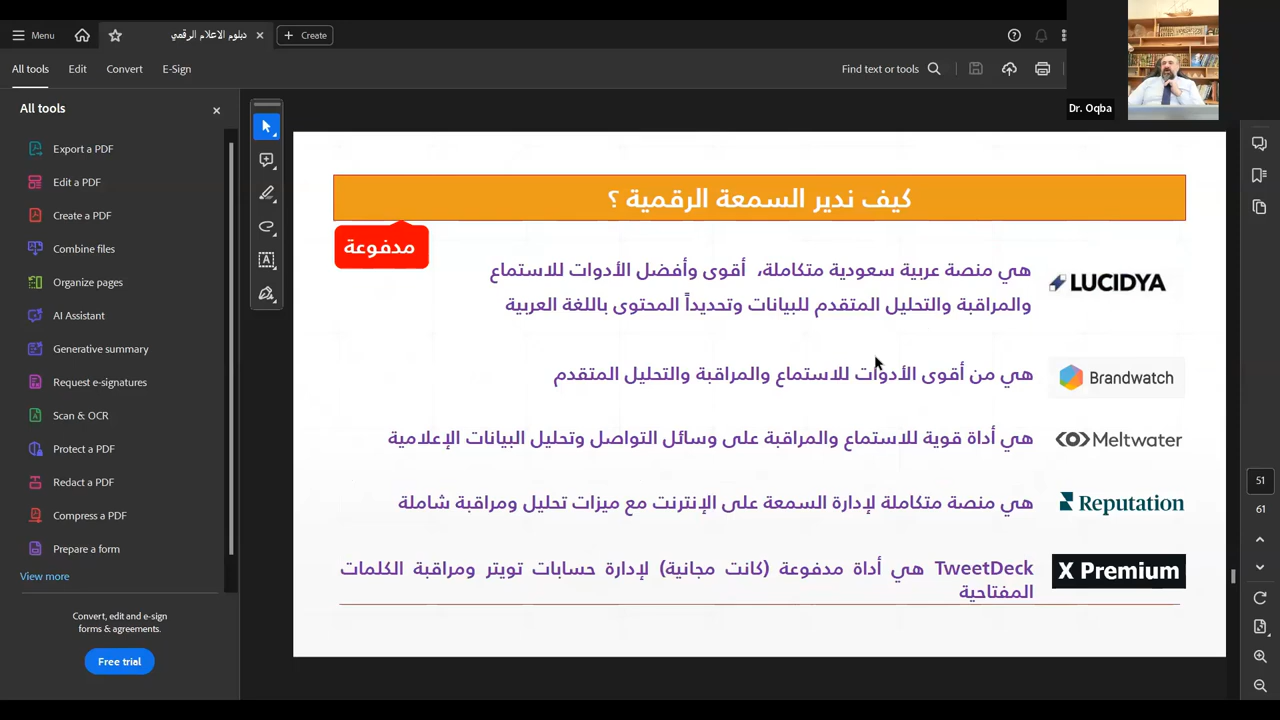 Menu
دبلوم الاعلام الرقمي
Create
All tools
Edit
Convert
E-Sign
Find text or tools
Dr. Oqba
All tools
Export a PDF
Edit a PDF
Create a PDF
Combine files
Organize pages
AI Assistant
Generative summary
Request e-signatures
Scan & OCR
Protect a PDF
Redact a PDF
Compress a PDF
Prepare a form
View more
Convert, edit and e-sign
forms & agreements.
Free trial
كيف ندير السمعة الرقمية ؟
مدفوعة
LUCIDYA
هي منصة عربية سعودية متكاملة، أقوى وأفضل الأدوات للاستماع
والمراقبة والتحليل المتقدم للبيانات وتحديداً المحتوى باللغة العربية
Brandwatch
هي من أقوى الأدوات للاستماع والمراقبة والتحليل المتقدم
Meltwater
هي أداة قوية للاستماع والمراقبة على وسائل التواصل وتحليل البيانات الإعلامية
Reputation
هي منصة متكاملة لإدارة السمعة على الإنترنت مع ميزات تحليل ومراقبة شاملة
X Premium
TweetDeck هي أداة مدفوعة (كانت مجانية) لإدارة حسابات تويتر ومراقبة الكلمات
المفتاحية
51
61